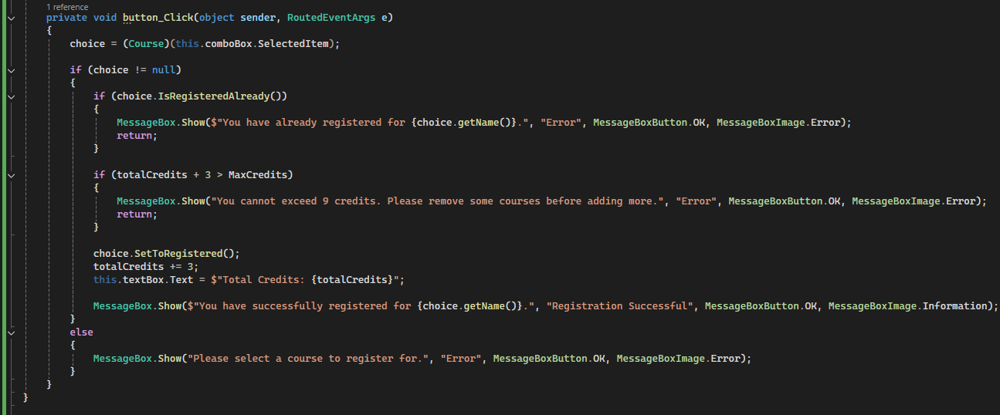 1 reference
private void button_Click(object sender, RoutedEventArgs e)
{
choice = (Course)(this.comboBox.SelectedItem);
if (choice != null)
{
if (choice.IsRegisteredAlready())
{
MessageBox.Show($"You have already registered for {choice.getName()}.", "Error", MessageBoxButton.OK, MessageBoxImage.Error);
return;
}
if (totalCredits + 3 > MaxCredits)
{
MessageBox.Show("You cannot exceed 9 credits. Please remove some courses before adding more.", "Error", MessageBoxButton.OK, MessageBoxImage.Error);
return;
}
choice.SetToRegistered();
totalCredits += 3;
this.textBox.Text = $"Total Credits: {totalCredits}";
MessageBox.Show($"You have successfully registered for {choice.getName()}.", "Registration Successful", MessageBoxButton.OK, MessageBoxImage.Information);
}
else
{
MessageBox.Show("Please select a course to register for.", "Error", MessageBoxButton.OK, MessageBoxImage.Error);
}
}
}